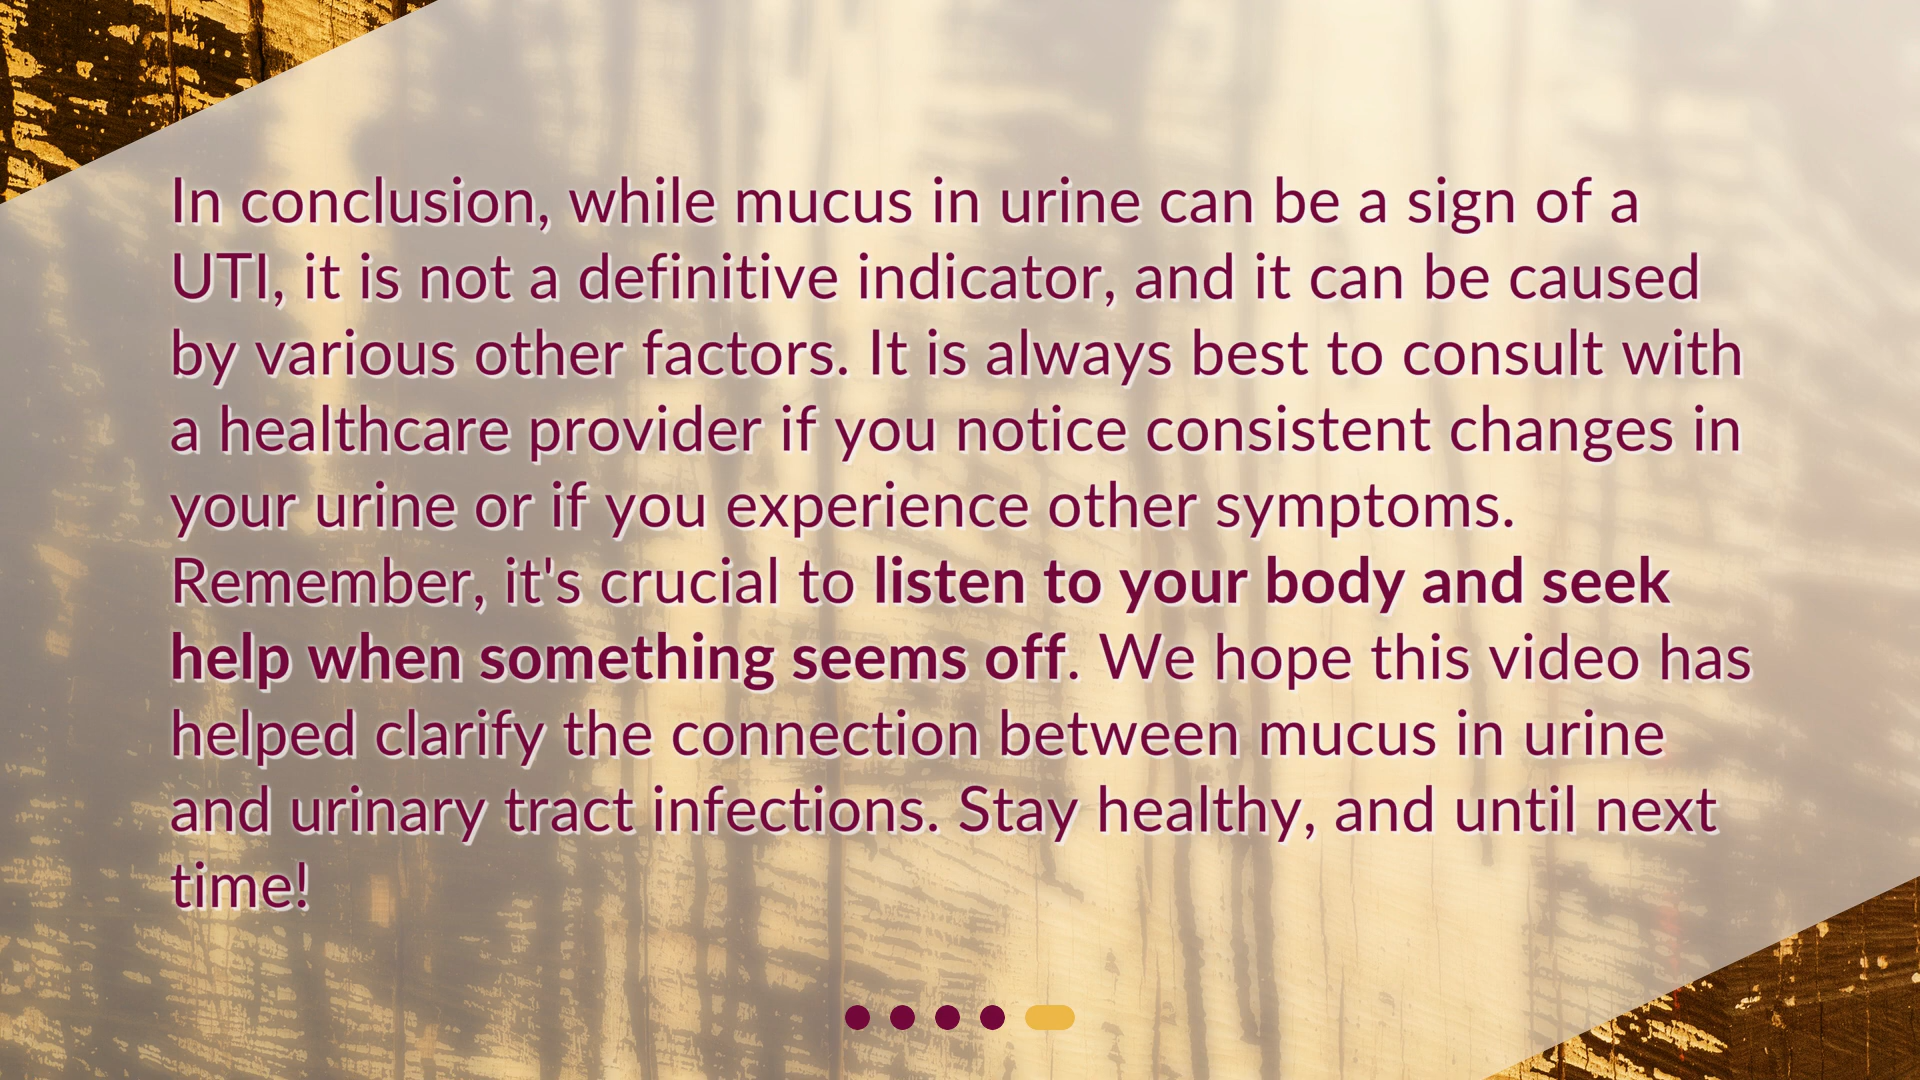 In conclusion, while mucus in urine can be a sign of a
UTI, it is not a definitive indicator, and it can be caused
by various other factors. It is always best to consult with
a healthcare provider if you notice consistent changes in
your urine or if you experience other symptoms.
Remember, it's crucial to listen to your body and seek
help when something seems off. We hope this video has
helped clarify the connection between mucus in urine
and urinary tract infections. Stay healthy, and until next
time!